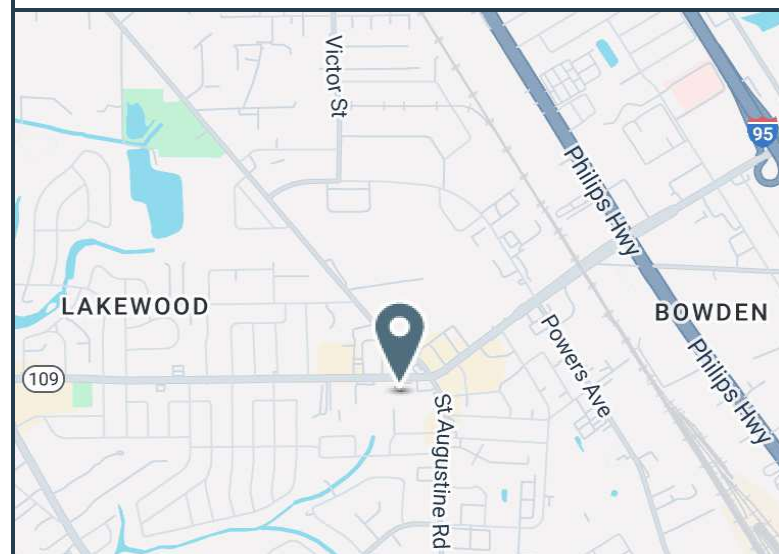 Victor St
95
Philips Hwy
LAKEWOOD
BOWDEN
Powers Ave
109
Philips Hwy
St Augustine Rd